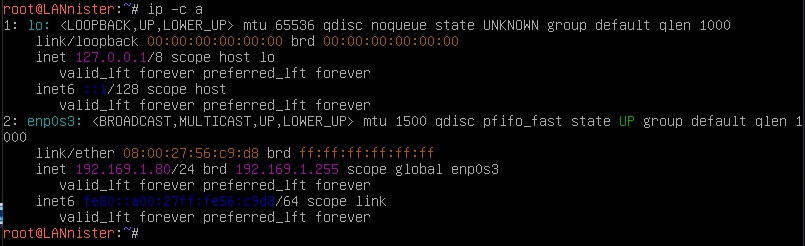 root@LANnister:~# ip -c a
1: lo: <LOOPBACK,UP,LOWER_UP> mtu 65536 qdisc noqueue state UNKNOWN group default qlen 1000
link/loopback 00:00:00:00:00:00 brd 00:00:00:00:00:00
inet 127.0.0.1/8 scope host lo
valid_lft forever preferred_lft forever
inet6 ::1/128 scope host
valid_lft forever preferred_lft forever
2: enp0s3: <BROADCAST,MULTICAST,UP,LOWER_UP> mtu 1500 qdisc pfifo_fast state UP group default qlen 1
000
link/ether 08:00:27:56:c9:d8 brd ff:ff:ff:ff:ff:ff
inet 192.169.1.80/24 brd 192.169.1.255 scope global enp0s3
valid_lft forever preferred_lft forever
inet6 fe80::a00:27ff:fe56:c9d8/64 scope link
valid_lft forever preferred_lft forever
root@LANnister:~#